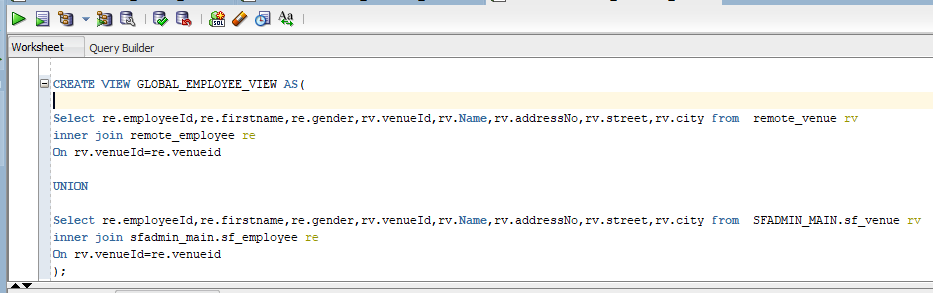 Worksheet
Query Builder
CREATE VIEW GLOBAL_EMPLOYEE_VIEW AS(
Select re.employeeId,re.firstname,re.gender,rv.venueId,rv.Name,rv.addressNo,rv.street,rv.city from  remote_venue rv
inner join remote_employee re
On rv.venueId=re.venueid
UNION
Select re.employeeId,re.firstname,re.gender,rv.venueId,rv.Name,rv.addressNo,rv.street,rv.city from  SFADMIN_MAIN.sf_venue rv
inner join sfadmin_main.sf_employee re
On rv.venueId=re.venueid
);